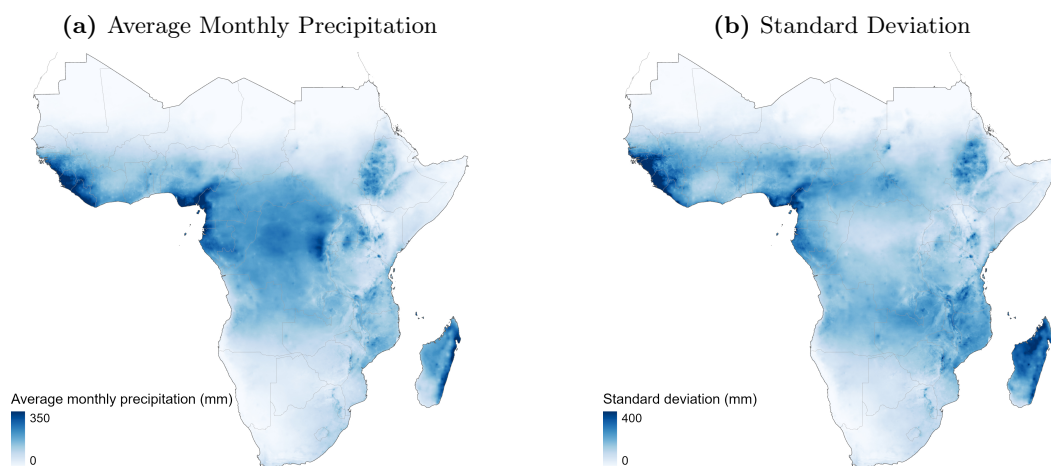 (a) Average Monthly Precipitation
(b) Standard Deviation
Average monthly precipitation (mm)
350
0
Standard deviation (mm)
400
0